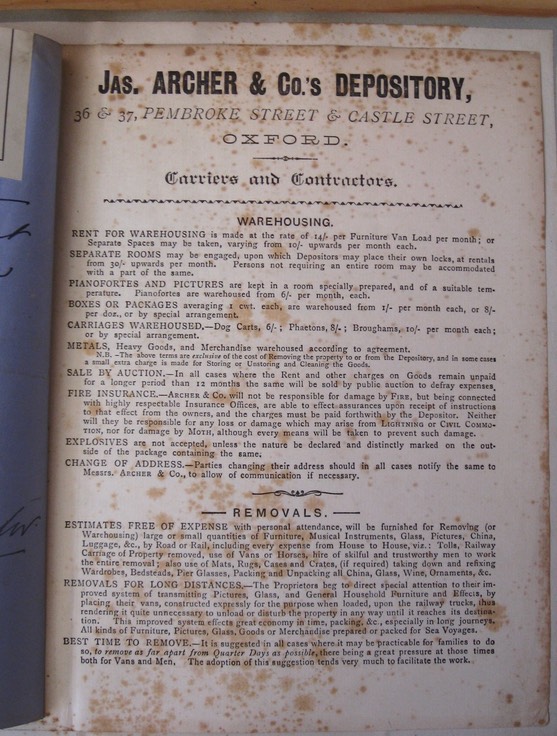 JAS. ARCHER & CO.'S DEPOSITORY,
36 & 37, PEMBROKE STREET & CASTLE STREET,
OXFORD.
Carriers and Contractors.
WAREHOUSING.
RENT FOR WAREHOUSING is made at the rate of 14/- per Furniture Van Load per month; or
Separate Spaces may be taken, varying from 10/- upwards per month each.
SEPARATE ROOMS may be engaged, upon which Depositors may place their own locks, at rentals
from 30/- upwards per month. Persons not requiring an entire room may be accommodated
with a part of the same.
PIANOFORTES AND PICTURES are kept in a room specially prepared, and of a suitable tem-
perature. Pianofortes are warehoused from 6/- per month, each.
BOXES OR PACKAGES averaging 1 cwt. each, are warehoused from 1/- per month each, or 8/-
per doz., or by special arrangement.
CARRIAGES WAREHOUSED.—Dog Carts, 6/-; Phaetons, 8/-; Broughams, 10/- per month each;
or by special arrangement.
METALS, Heavy Goods, and Merchandise warehoused according to agreement.
N.B.—The above terms are exclusive of the cost of Removing the property to or from the Depository, and in some cases
a small extra charge is made for Storing or Unstoring and Cleaning the Goods.
SALE BY AUCTION.—In all cases where the Rent and other charges on Goods remain unpaid
for a longer period than 12 months the same will be sold by public auction to defray expenses.
FIRE INSURANCE.—ARCHER & CO. will not be responsible for damage by FIRE, but being connected
with highly respectable Insurance Offices, are able to effect assurances upon receipt of instructions
to that effect from the owners, and the charges must be paid forthwith by the Depositor. Neither
will they be responsible for any loss or damage which may arise from LIGHTNING or CIVIL COMMO-
TION, nor for damage by MOTH, although every means will be taken to prevent such damage.
EXPLOSIVES are not accepted, unless the nature be declared and distinctly marked on the out-
side of the package containing the same.
CHANGE OF ADDRESS.—Parties changing their address should in all cases notify the same to
Messrs. ARCHER & CO., to allow of communication if necessary.
REMOVALS.
ESTIMATES FREE OF EXPENSE with personal attendance, will be furnished for Removing (or
Warehousing) large or small quantities of Furniture, Musical Instruments, Glass, Pictures, China,
Luggage, &c., by Road or Rail, including every expense from House to House, viz.: Tolls, Railway
Carriage of Property removed, use of Vans or Horses, hire of skilful and trustworthy men to work
the entire removal; also use of Mats, Rugs, Cases and Crates, (if required) taking down and refixing
Wardrobes, Bedsteads, Pier Glasses, Packing and Unpacking all China, Glass, Wine, Ornaments, &c.
REMOVALS FOR LONG DISTANCES.—The Proprietors beg to direct special attention to their im-
proved system of transmitting Pictures, Glass, and General Household Furniture and Effects, by
placing their vans, constructed expressly for the purpose when loaded, upon the railway trucks, thus
rendering it quite unnecessary to unload or disturb the property in any way until it reaches its destina-
tion. This improved system effects great economy in time, packing, &c., especially in long journeys.
All kinds of Furniture, Pictures, Glass, Goods or Merchandise prepared or packed for Sea Voyages.
BEST TIME TO REMOVE.—It is suggested in all cases where it may be practicable for families to do
so, to remove as far apart from Quarter Days as possible, there being a great pressure at those times
both for Vans and Men. The adoption of this suggestion tends very much to facilitate the work.